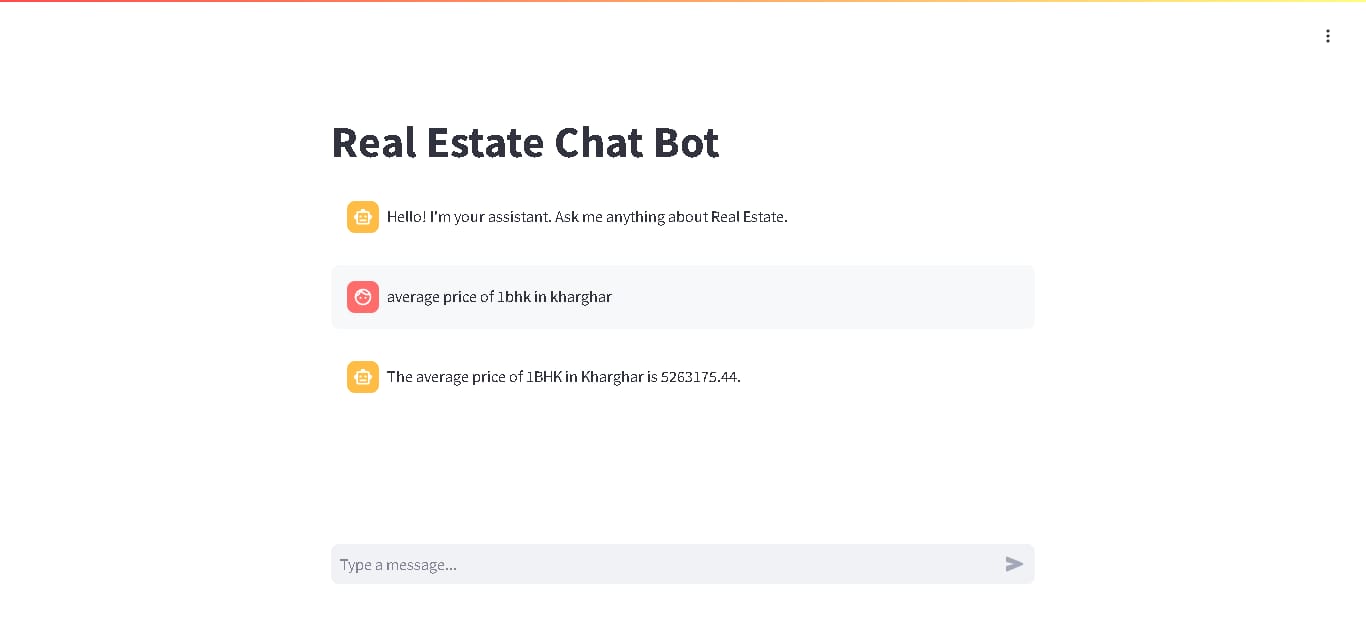 Real Estate Chat Bot
Hello! I'm your assistant. Ask me anything about Real Estate.
average price of 1bhk in kharghar
The average price of 1BHK in Kharghar is 5263175.44.
Type a message...